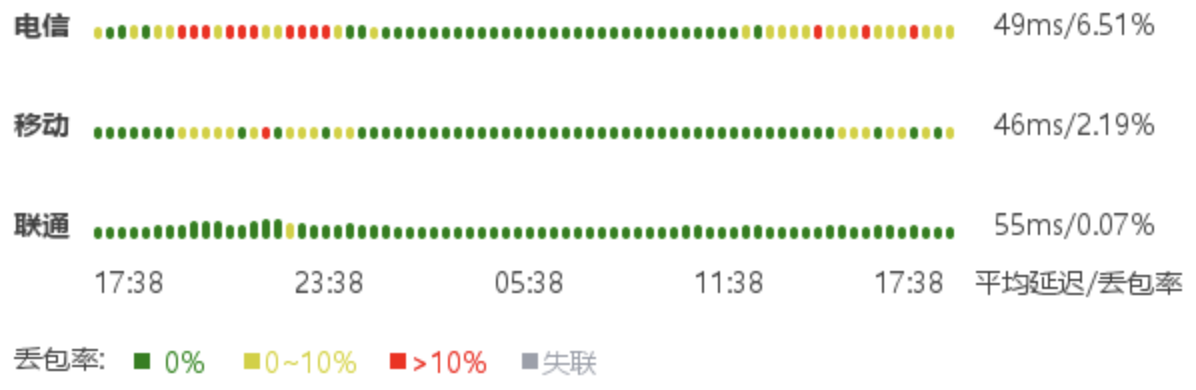 电信 49ms/6.51%
移动 46ms/2.19%
联通 55ms/0.07%
17:38 23:38 05:38 11:38 17:38 平均延迟/丢包率
丢包率: 0% 0~10% >10% 失联